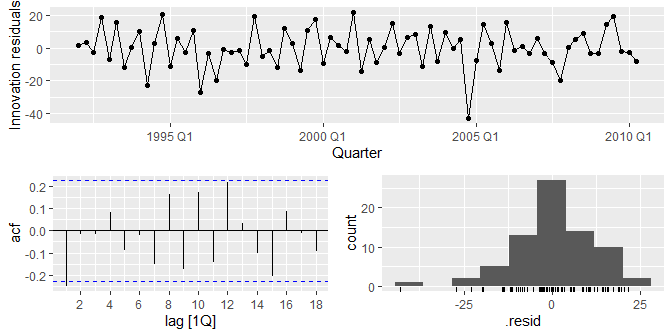 Innovation residuals
20
0
-20
-40
1995 Q1
2000 Q1
2005 Q1
2010 Q1
Quarter
acf
0.2
0.1
0.0
-0.1
-0.2
2
4
6
8
10
12
14
16
18
lag [1Q]
count
20
10
0
-25
0
25
.resid